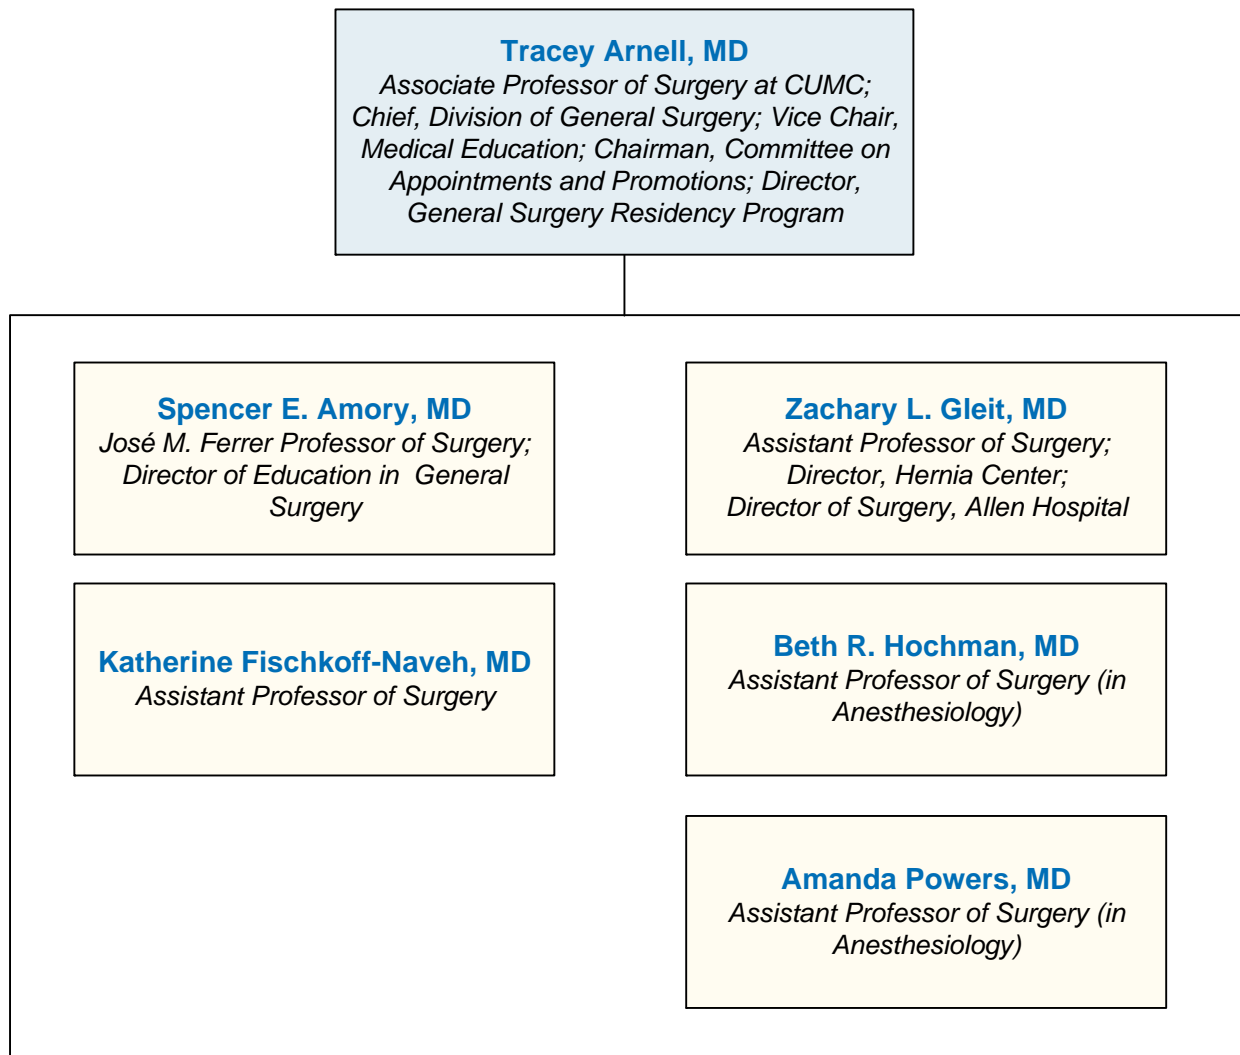 Tracey Arnell, MD
Associate Professor of Surgery at CUMC;
Chief, Division of General Surgery; Vice Chair,
Medical Education; Chairman, Committee on
Appointments and Promotions; Director,
General Surgery Residency Program
Spencer E. Amory, MD
José M. Ferrer Professor of Surgery;
Director of Education in General
Surgery
Zachary L. Gleit, MD
Assistant Professor of Surgery;
Director, Hernia Center;
Director of Surgery, Allen Hospital
Katherine Fischkoff-Naveh, MD
Assistant Professor of Surgery
Beth R. Hochman, MD
Assistant Professor of Surgery (in
Anesthesiology)
Amanda Powers, MD
Assistant Professor of Surgery (in
Anesthesiology)